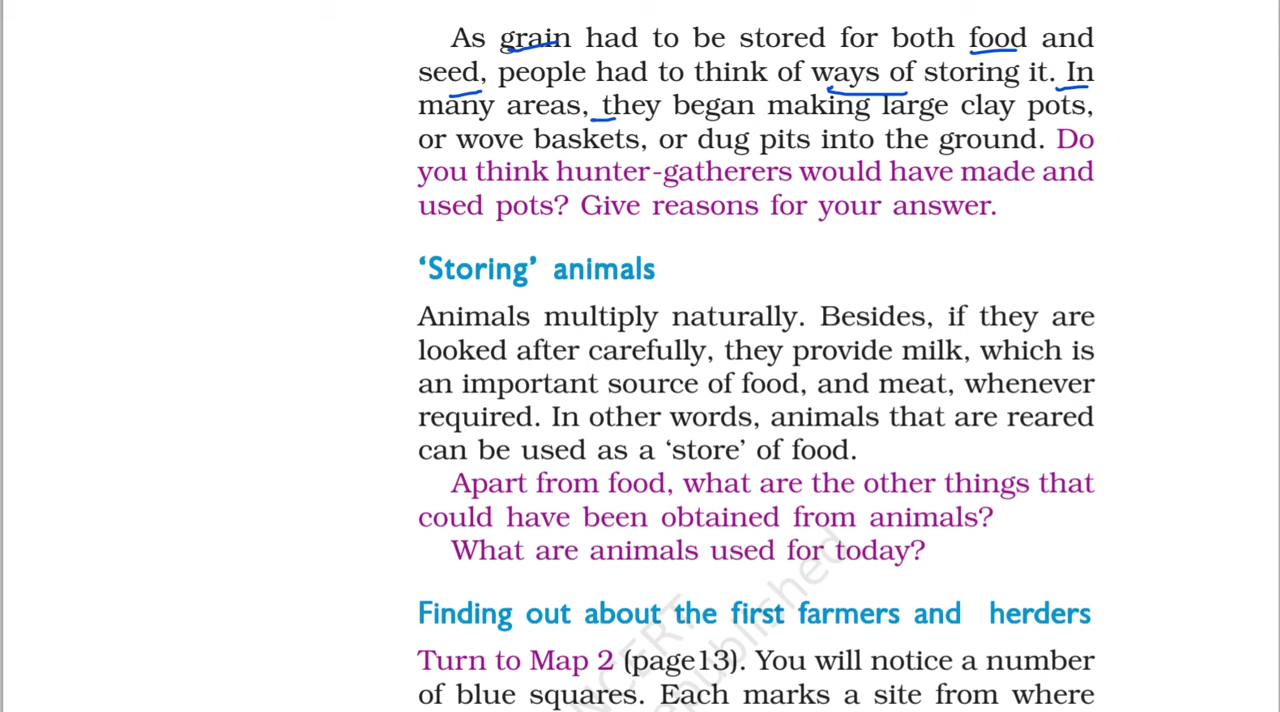 As grain had to be stored for both food and
seed, people had to think of ways of storing it. In
many areas, they began making large clay pots,
or wove baskets, or dug pits into the ground. Do
you think hunter-gatherers would have made and
used pots? Give reasons for your answer.
‘Storing’ animals
Animals multiply naturally. Besides, if they are
looked after carefully, they provide milk, which is
an important source of food, and meat, whenever
required. In other words, animals that are reared
can be used as a ‘store’ of food.
Apart from food, what are the other things that
could have been obtained from animals?
What are animals used for today?
Finding out about the first farmers and herders
Turn to Map 2 (page13). You will notice a number
of blue squares. Each marks a site from where